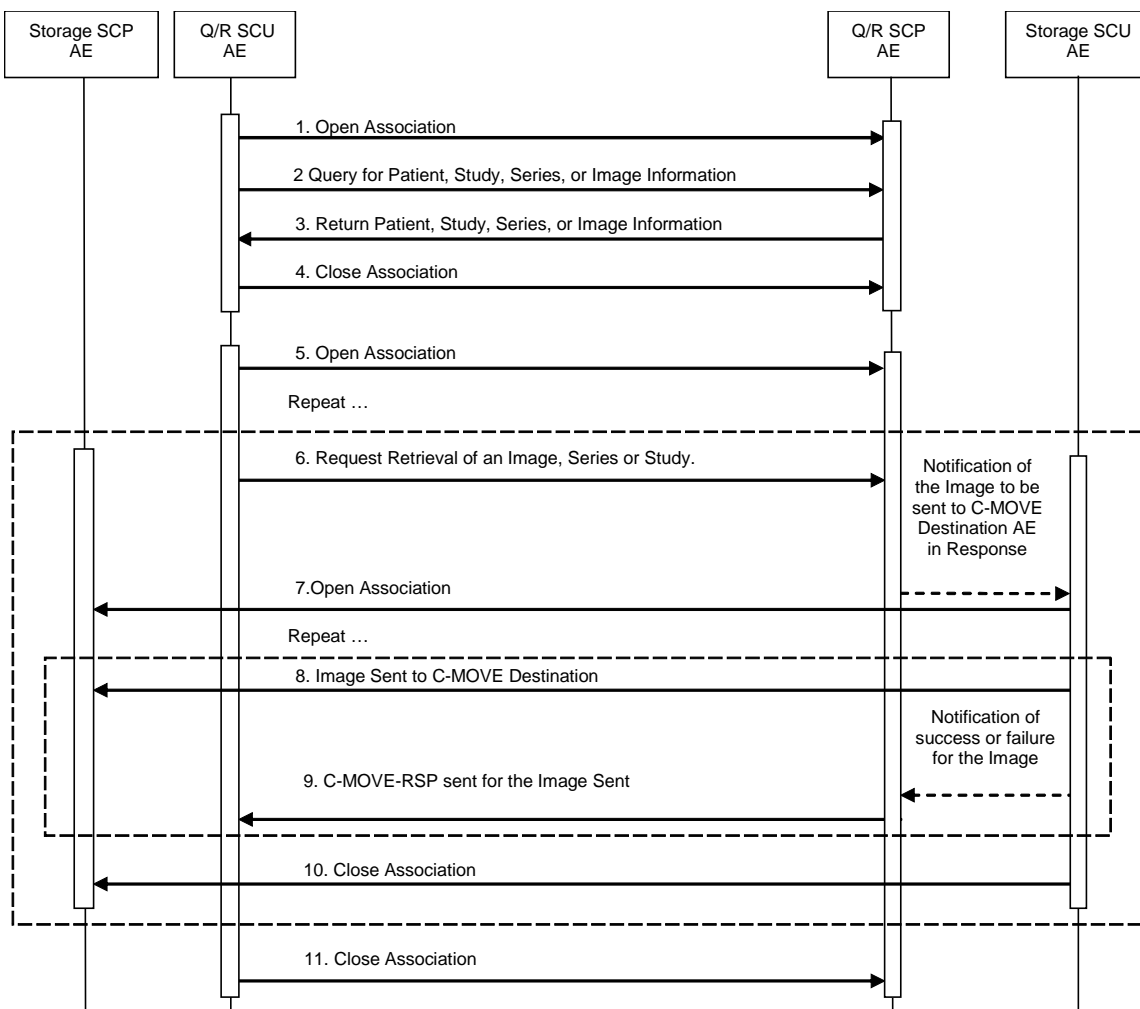 Storage SCP
AE
Q/R SCU
AE
Q/R SCP
AE
Storage SCU
AE
1. Open Association
2 Query for Patient, Study, Series, or Image Information
3. Return Patient, Study, Series, or Image Information
4. Close Association
5. Open Association
Repeat …
6. Request Retrieval of an Image, Series or Study.
Notification of
the Image to be
sent to C-MOVE
Destination AE
in Response
7.Open Association
Repeat …
8. Image Sent to C-MOVE Destination
Notification of
success or failure
for the Image
9. C-MOVE-RSP sent for the Image Sent
10. Close Association
11. Close Association